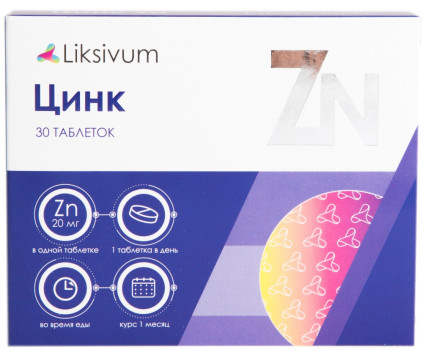 Liksivum
Цинк
30 ТАБЛЕТОК
ZN
Zn
20 мг
в одной таблетке
1 таблетка в день
во время еды
курс 1 месяц